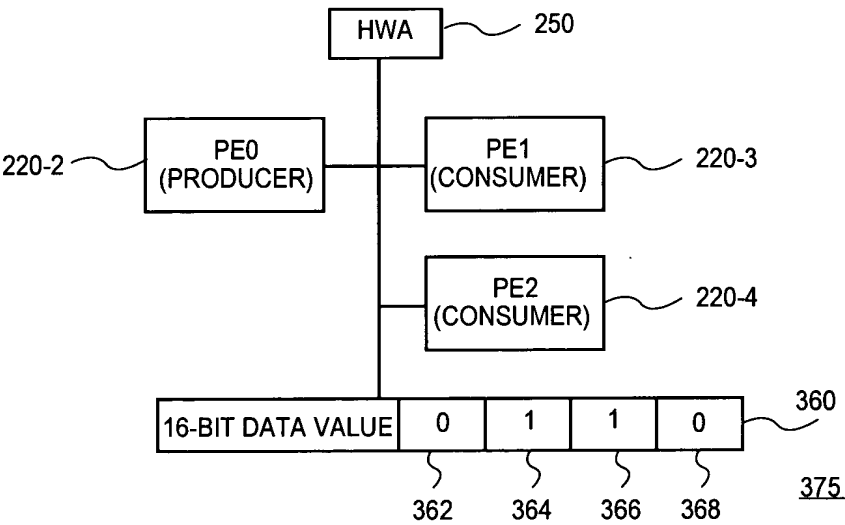 HWA
250
220-2
PE0
(PRODUCER)
PE1
(CONSUMER)
220-3
PE2
(CONSUMER)
220-4
16-BIT DATA VALUE 0 1 1 0
360
362 364 366 368
375